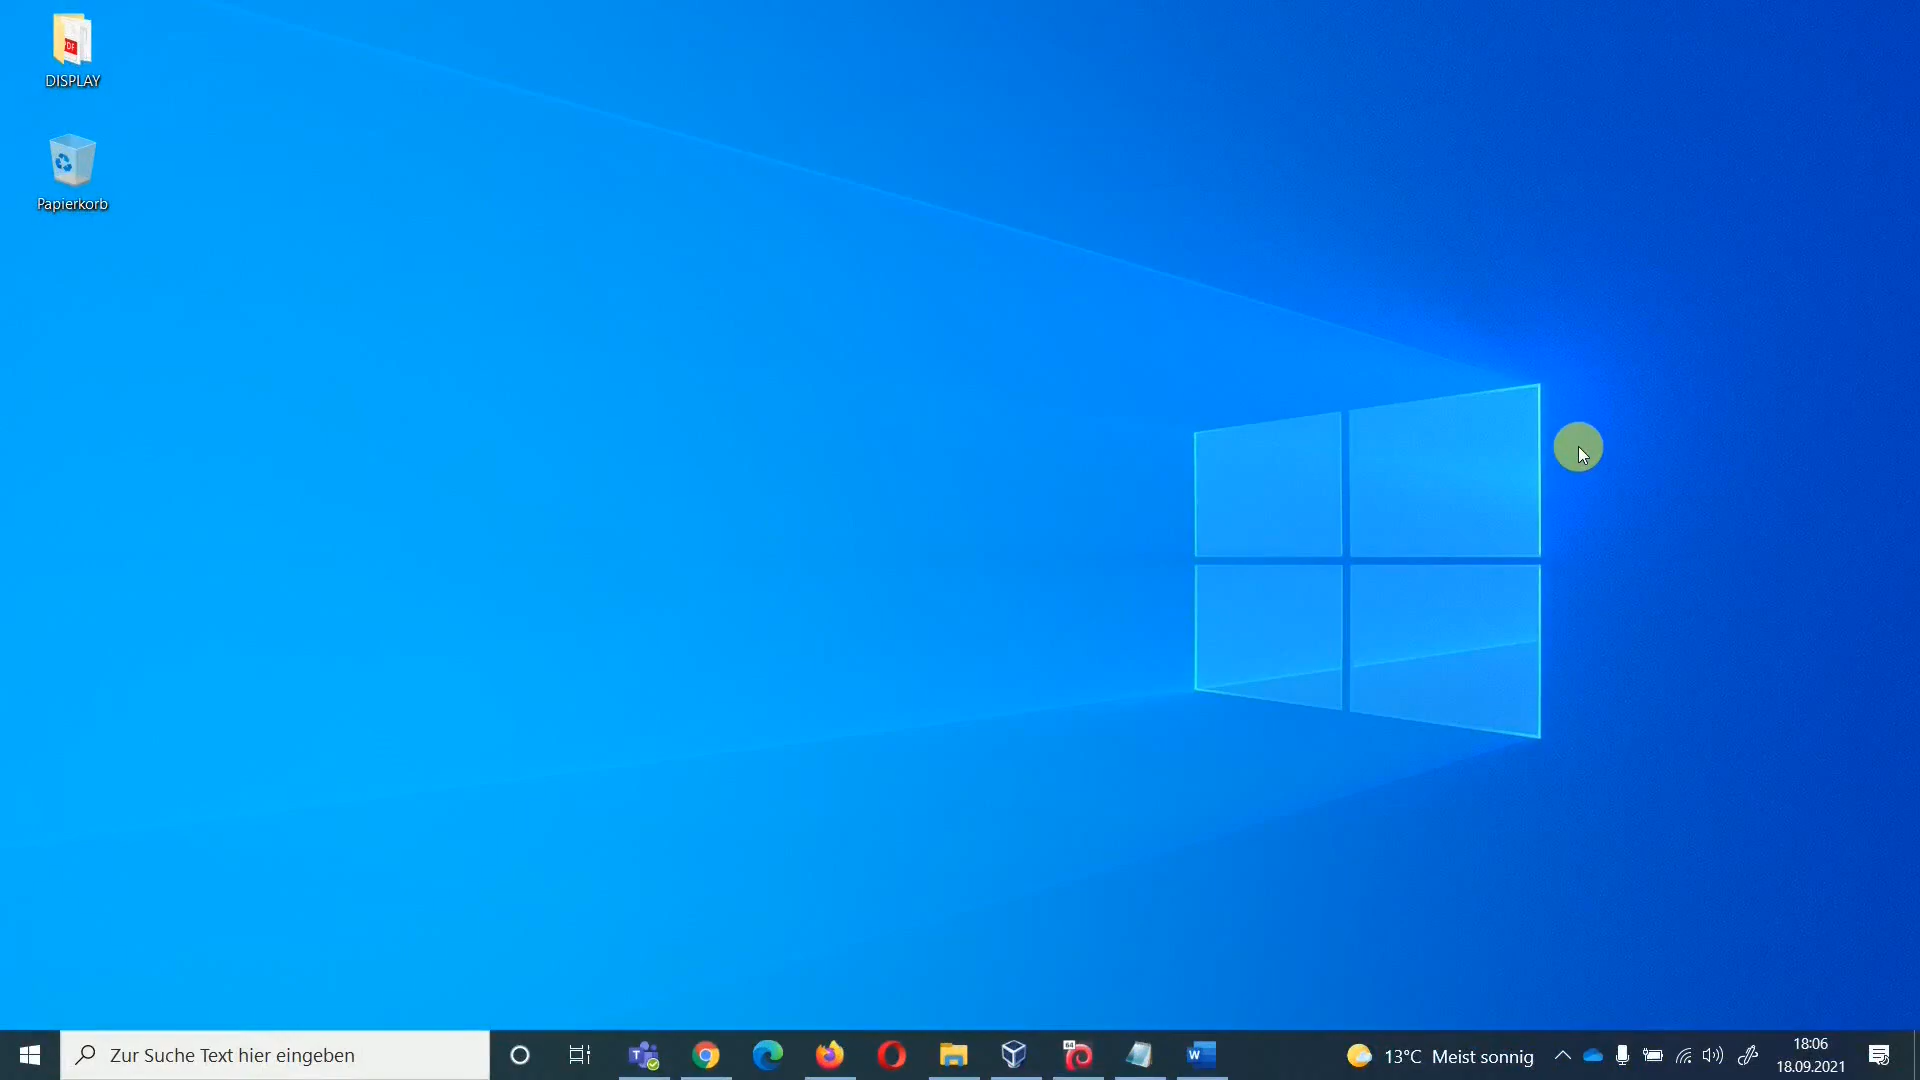 DISPLAY
Papierkorb
Zur Suche Text hier eingeben
13°C Meist sonnig
18:06
18.09.2021